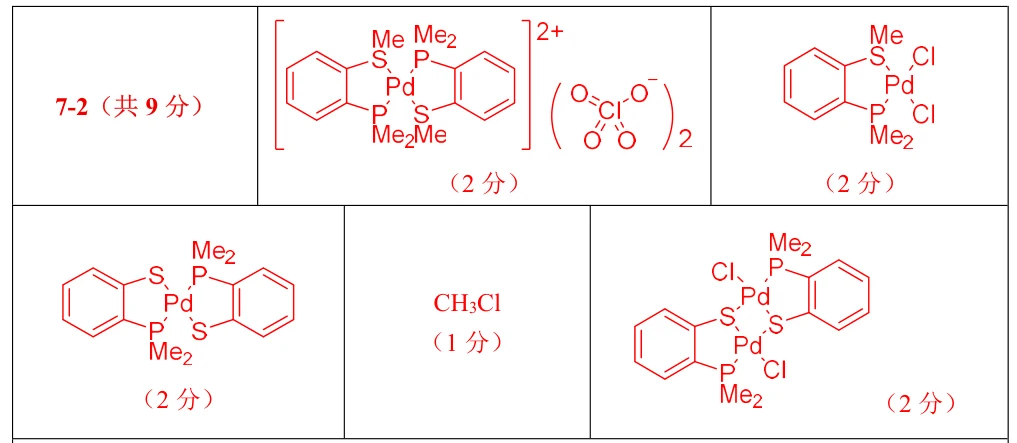 7-2（共 9 分）
[
Me
S
Me2
P
Pd
P
Me2
S
Me
]
2+
(
O
O
Cl
O−
O
O
)
2
（2 分）
Me
S
Cl
Pd
P
Cl
Me2
（2 分）
Me2
S
P
Pd
P
S
Me2
（2 分）
CH3Cl
（1 分）
Me2
P
Cl
Pd
S
S
Pd
P
Cl
Me2
（2 分）